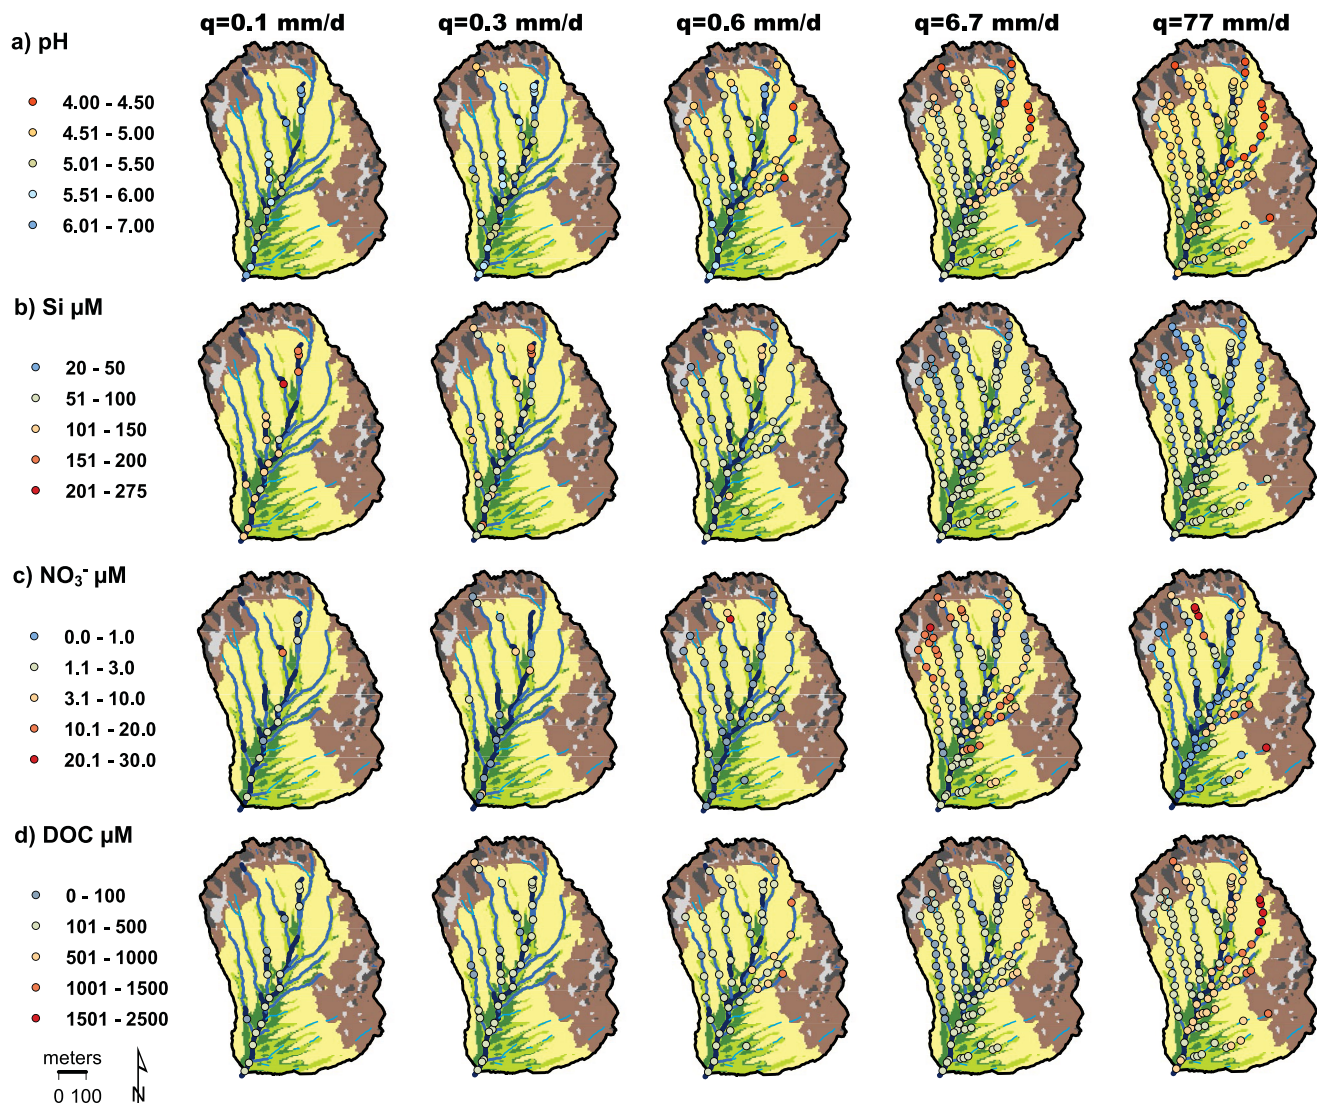 q=0.1 mm/d q=0.3 mm/d q=0.6 mm/d q=6.7 mm/d q=77 mm/d
a) pH
4.00 - 4.50
4.51 - 5.00
5.01 - 5.50
5.51 - 6.00
6.01 - 7.00
b) Si µM
20 - 50
51 - 100
101 - 150
151 - 200
201 - 275
c) NO₃⁻ µM
0.0 - 1.0
1.1 - 3.0
3.1 - 10.0
10.1 - 20.0
20.1 - 30.0
d) DOC µM
0 - 100
101 - 500
501 - 1000
1001 - 1500
1501 - 2500
meters
0 100
N